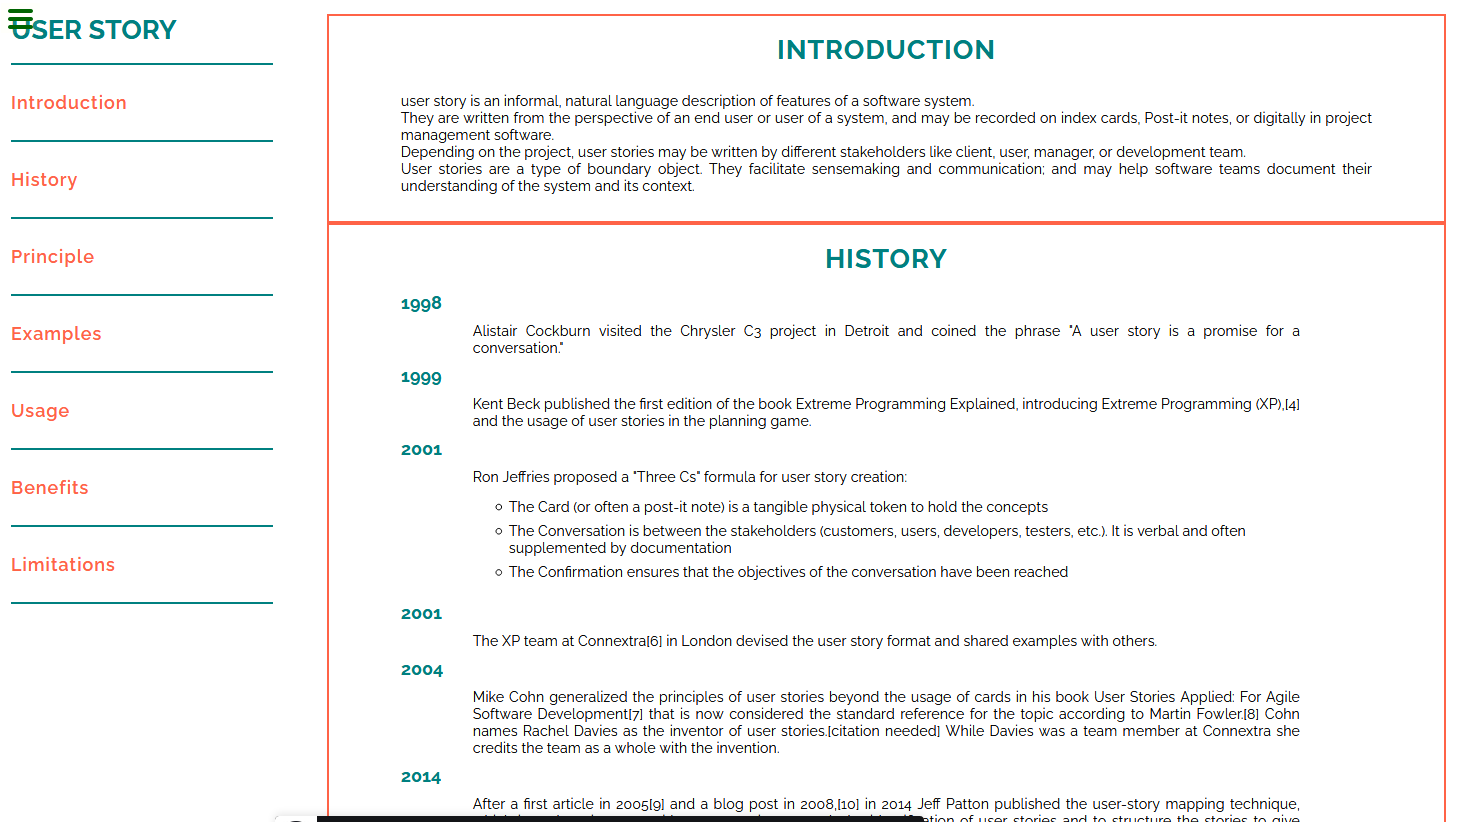 USER STORY
Introduction
History
Principle
Examples
Usage
Benefits
Limitations
INTRODUCTION
user story is an informal, natural language description of features of a software system.
They are written from the perspective of an end user or user of a system, and may be recorded on index cards, Post-it notes, or digitally in project
management software.
Depending on the project, user stories may be written by different stakeholders like client, user, manager, or development team.
User stories are a type of boundary object. They facilitate sensemaking and communication; and may help software teams document their
understanding of the system and its context.
HISTORY
1998
Alistair Cockburn visited the Chrysler C3 project in Detroit and coined the phrase "A user story is a promise for a
conversation."
1999
Kent Beck published the first edition of the book Extreme Programming Explained, introducing Extreme Programming (XP),[4]
and the usage of user stories in the planning game.
2001
Ron Jeffries proposed a "Three Cs" formula for user story creation:
The Card (or often a post-it note) is a tangible physical token to hold the concepts
The Conversation is between the stakeholders (customers, users, developers, testers, etc.). It is verbal and often
supplemented by documentation
The Confirmation ensures that the objectives of the conversation have been reached
2001
The XP team at Connextra[6] in London devised the user story format and shared examples with others.
2004
Mike Cohn generalized the principles of user stories beyond the usage of cards in his book User Stories Applied: For Agile
Software Development[7] that is now considered the standard reference for the topic according to Martin Fowler.[8] Cohn
names Rachel Davies as the inventor of user stories.[citation needed] While Davies was a team member at Connextra she
credits the team as a whole with the invention.
2014
After a first article in 2005[9] and a blog post in 2008,[10] in 2014 Jeff Patton published the user-story mapping technique,
of user stories and to structure the stories to give